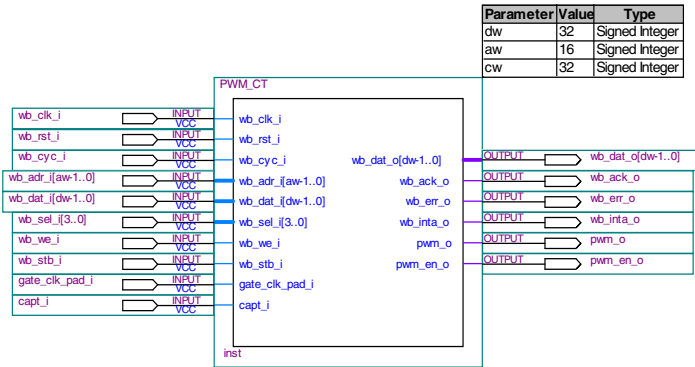 Parameter Value Type
dw 32 Signed Integer
aw 16 Signed Integer
cw 32 Signed Integer
PWM_CT
wb_clk_i INPUT VCC wb_clk_i
wb_rst_i INPUT VCC wb_rst_i
wb_cyc_i INPUT VCC wb_cyc_i wb_dat_o[dw-1..0] OUTPUT wb_dat_o[dw-1..0]
wb_adr_i[aw-1..0] INPUT VCC wb_adr_i[aw-1..0] wb_ack_o OUTPUT wb_ack_o
wb_dat_i[dw-1..0] INPUT VCC wb_dat_i[dw-1..0] wb_err_o OUTPUT wb_err_o
wb_sel_i[3..0] INPUT VCC wb_sel_i[3..0] wb_inta_o OUTPUT wb_inta_o
wb_we_i INPUT VCC wb_we_i pwm_o OUTPUT pwm_o
wb_stb_i INPUT VCC wb_stb_i pwm_en_o OUTPUT pwm_en_o
gate_clk_pad_i INPUT VCC gate_clk_pad_i
capt_i INPUT VCC capt_i
inst